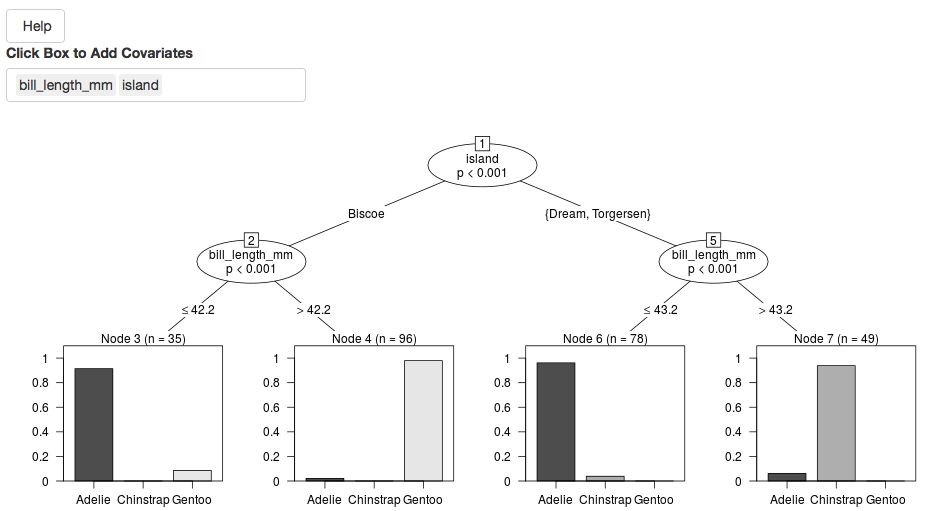 Help
Click Box to Add Covariates
bill_length_mm island
1
island
p < 0.001
Biscoe {Dream, Torgersen}
2 5
bill_length_mm bill_length_mm
p < 0.001 p < 0.001
≤ 42.2 > 42.2 ≤ 43.2 > 43.2
Node 3 (n = 35) Node 4 (n = 96) Node 6 (n = 78) Node 7 (n = 49)
1 1 1 1
0.8 0.8 0.8 0.8
0.6 0.6 0.6 0.6
0.4 0.4 0.4 0.4
0.2 0.2 0.2 0.2
0 0 0 0
Adelie Chinstrap Gentoo Adelie Chinstrap Gentoo Adelie Chinstrap Gentoo Adelie Chinstrap Gentoo